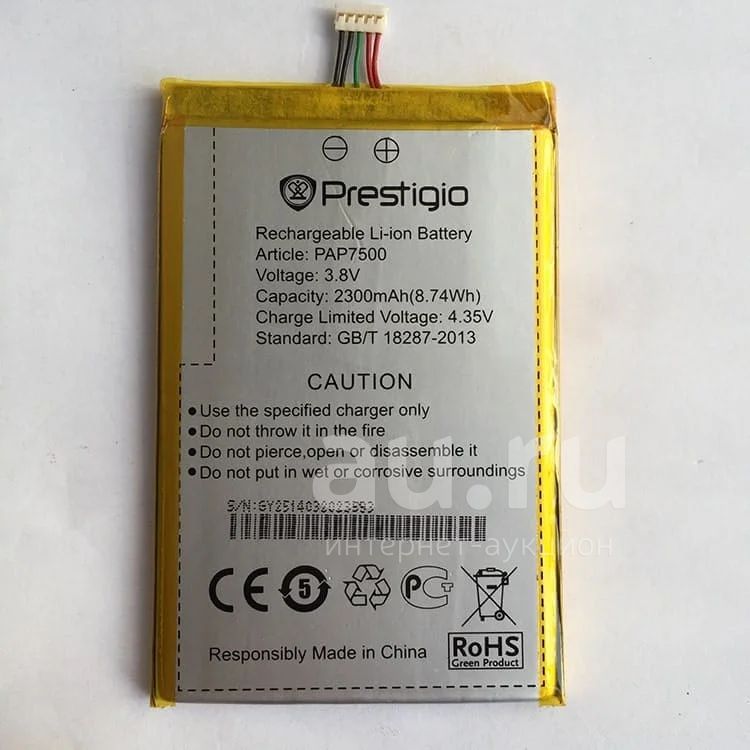 Prestigio
Rechargeable Li-ion Battery
Article: PAP7500
Voltage: 3.8V
Capacity: 2300mAh(8.74Wh)
Charge Limited Voltage: 4.35V
Standard: GB/T 18287-2013
CAUTION
●Use the specified charger only
●Do not throw it in the fire
●Do not pierce,open or disassemble it
●Do not put in wet or corrosive surroundings
au.ru
интернет-аукцион
S/N:GY2514038023593
CE 5 PCT
RoHS
Green Product
Responsibly Made in China